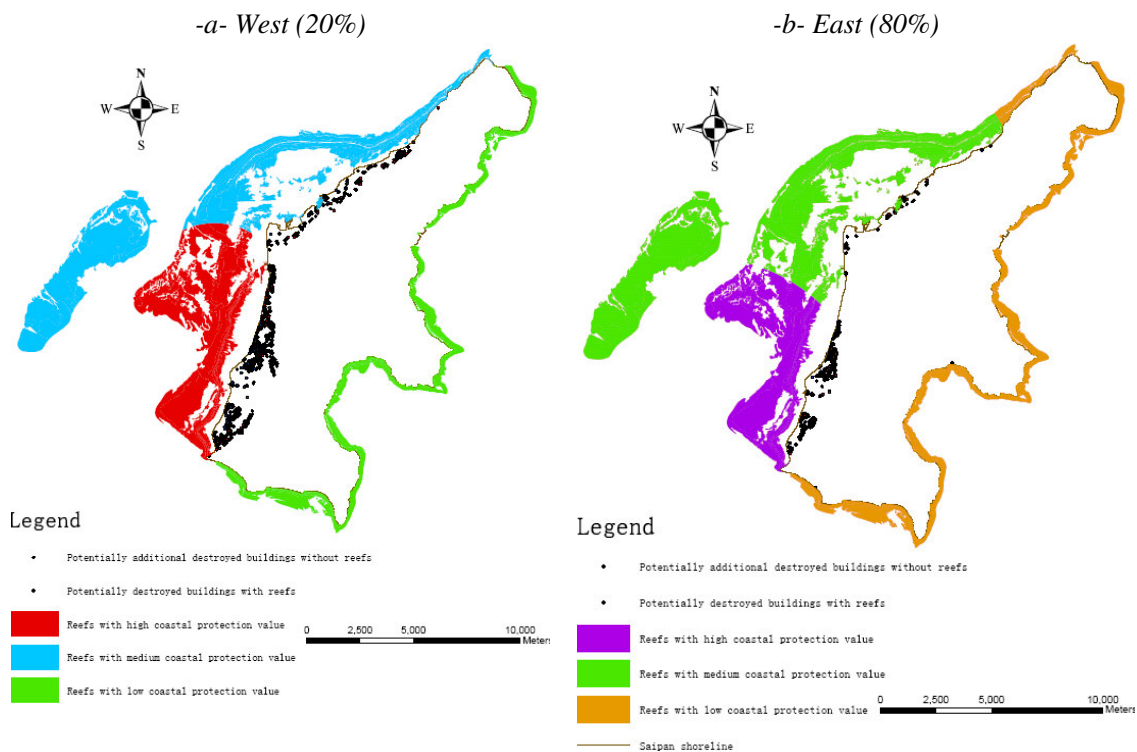 -a- West (20%)
N
W E
S
Legend
Potentially additional destroyed buildings without reefs
Potentially destroyed buildings with reefs
Reefs with high coastal protection value
Reefs with medium coastal protection value
Reefs with low coastal protection value
0 2,500 5,000 10,000
Meters
-b- East (80%)
N
W E
S
Legend
Potentially additional destroyed buildings without reefs
Potentially destroyed buildings with reefs
Reefs with high coastal protection value
Reefs with medium coastal protection value
Reefs with low coastal protection value
Saipan shoreline
0 2,500 5,000 10,000
Meters